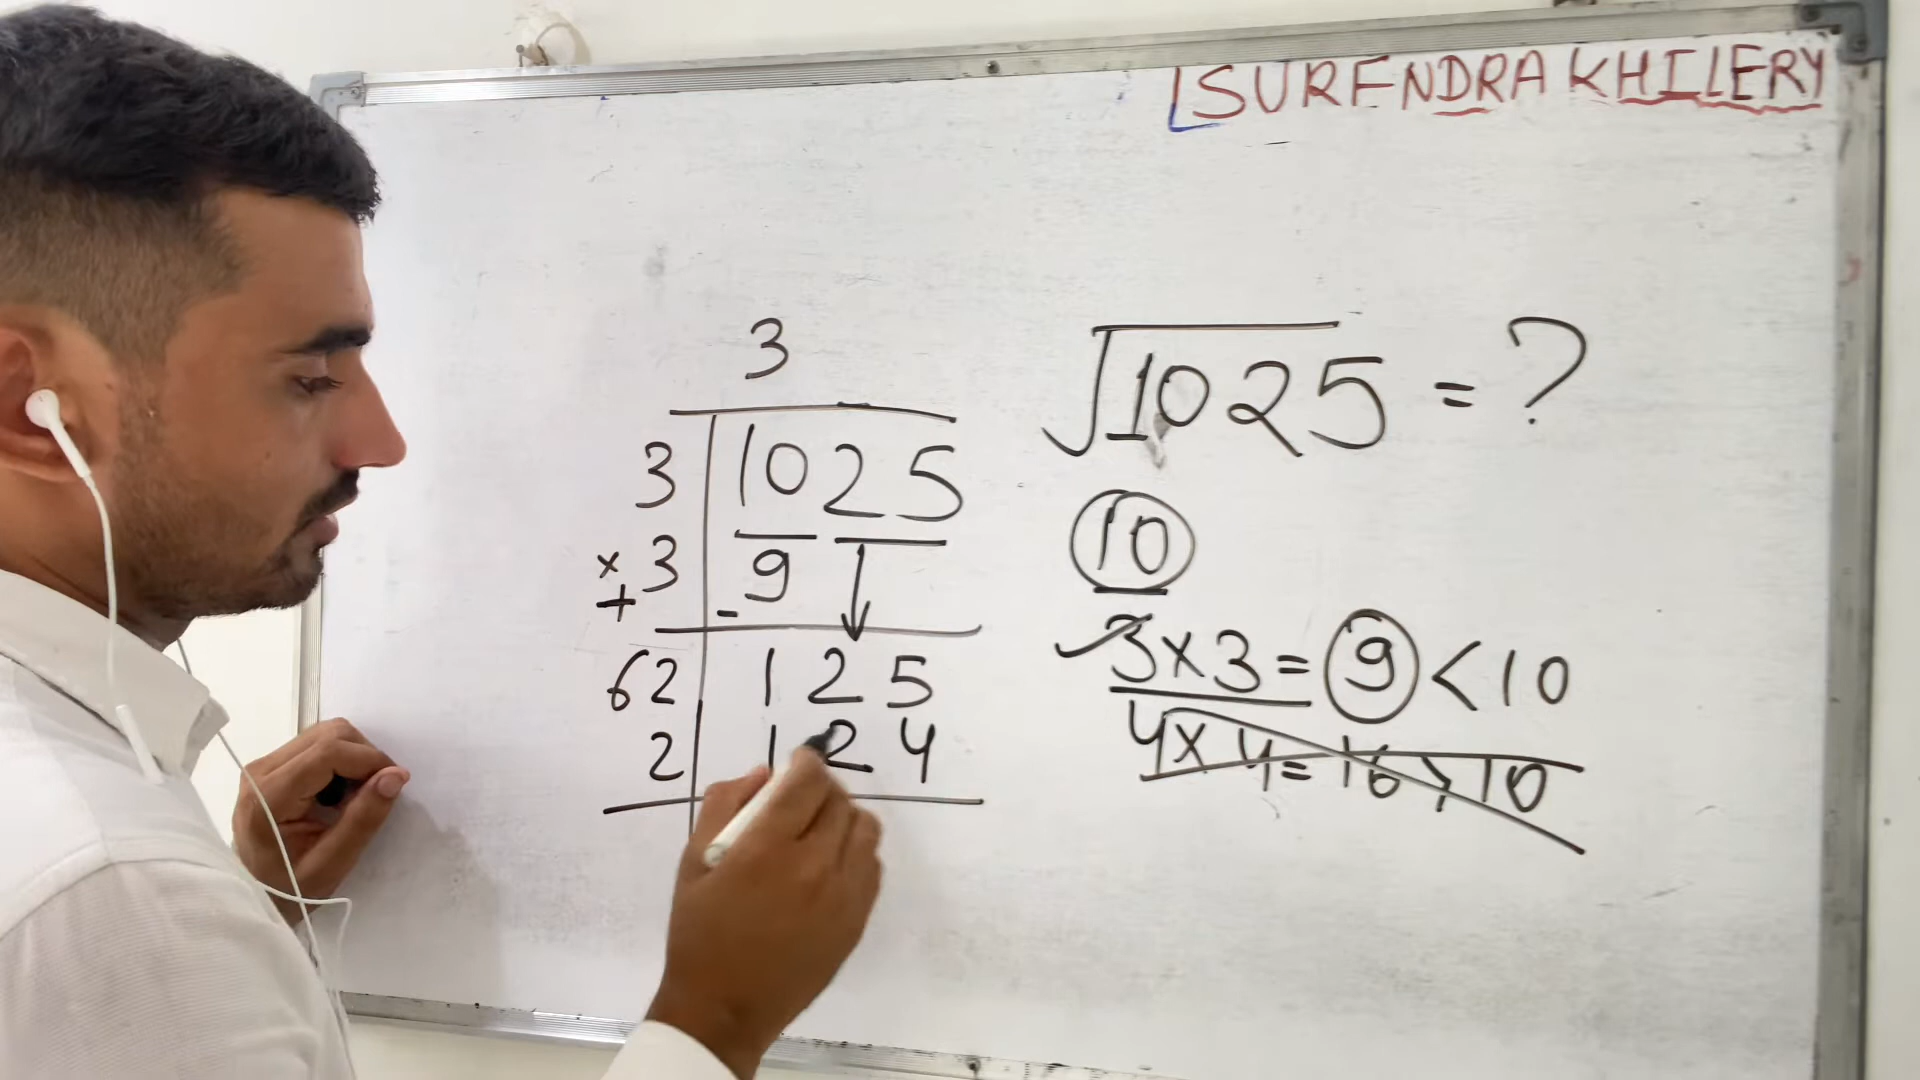 SURENDRA KHILERY
3
3 1025
× 3 9
+ -
62 125
2 124
√1025 = ?
10
3×3=9<10
4×4=16>10